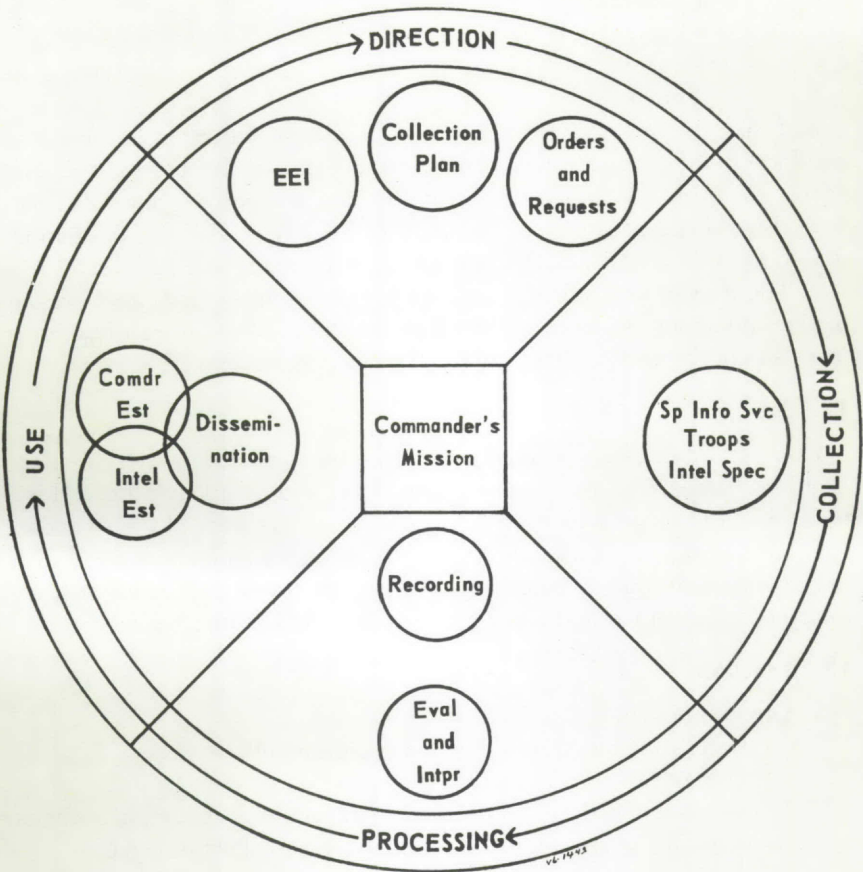 DIRECTION
EEI
Collection
Plan
Orders
and
Requests
Comdr
Est
Intel
Est
Dissemi-
nation
USE
Commander's
Mission
Sp Info Svc
Troops
Intel Spec
COLLECTION
Recording
Eval
and
Intpr
PROCESSING